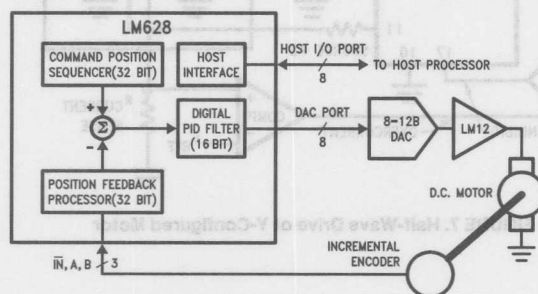 LM628
COMMAND POSITION
SEQUENCER(32 BIT)
HOST
INTERFACE
HOST I/O PORT
8
TO HOST PROCESSOR
+
Σ
-
DIGITAL
PID FILTER
(16 BIT)
DAC PORT
8
8-12B
DAC
LM12
POSITION FEEDBACK
PROCESSOR(32 BIT)
D.C. MOTOR
INCREMENTAL
ENCODER
I̅N̅, A, B
3